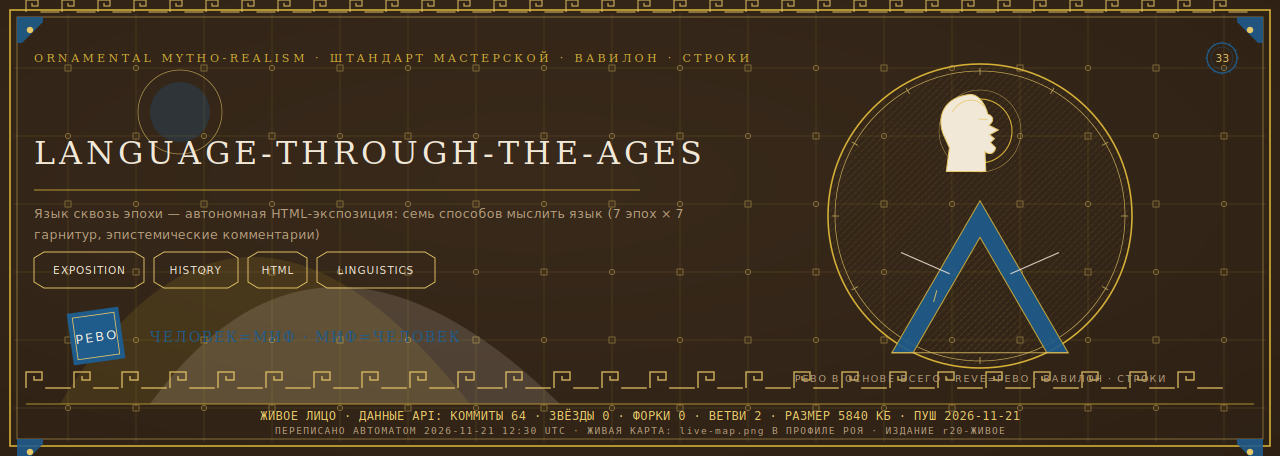 ORNAMENTAL MYTHO-REALISM · ШТАНДАРТ МАСТЕРСКОЙ · ВАВИЛОН · СТРОКИ
33
LANGUAGE-THROUGH-THE-AGES
Язык сквозь эпохи — автономная HTML-экспозиция: семь способов мыслить язык (7 эпох × 7
гарнитур, эпистемические комментарии)
EXPOSITION HISTORY HTML LINGUISTICS
РЕВО
ЧЕЛОВЕК=МИФ · МИФ=ЧЕЛОВЕК
РЕВО В ОСНОВЕ ВСЕГО · REVE=РЕВО · ВАВИЛОН · СТРОКИ
ЖИВОЕ ЛИЦО · ДАННЫЕ API: КОММИТЫ 64 · ЗВЁЗДЫ 0 · ФОРКИ 0 · ВЕТВИ 2 · РАЗМЕР 5840 КБ · ПУШ 2026-11-21
ПЕРЕПИСАНО АВТОМАТОМ 2026-11-21 12:30 UTC · ЖИВАЯ КАРТА: live-map.png В ПРОФИЛЕ РОЯ · ИЗДАНИЕ r20-ЖИВОЕ